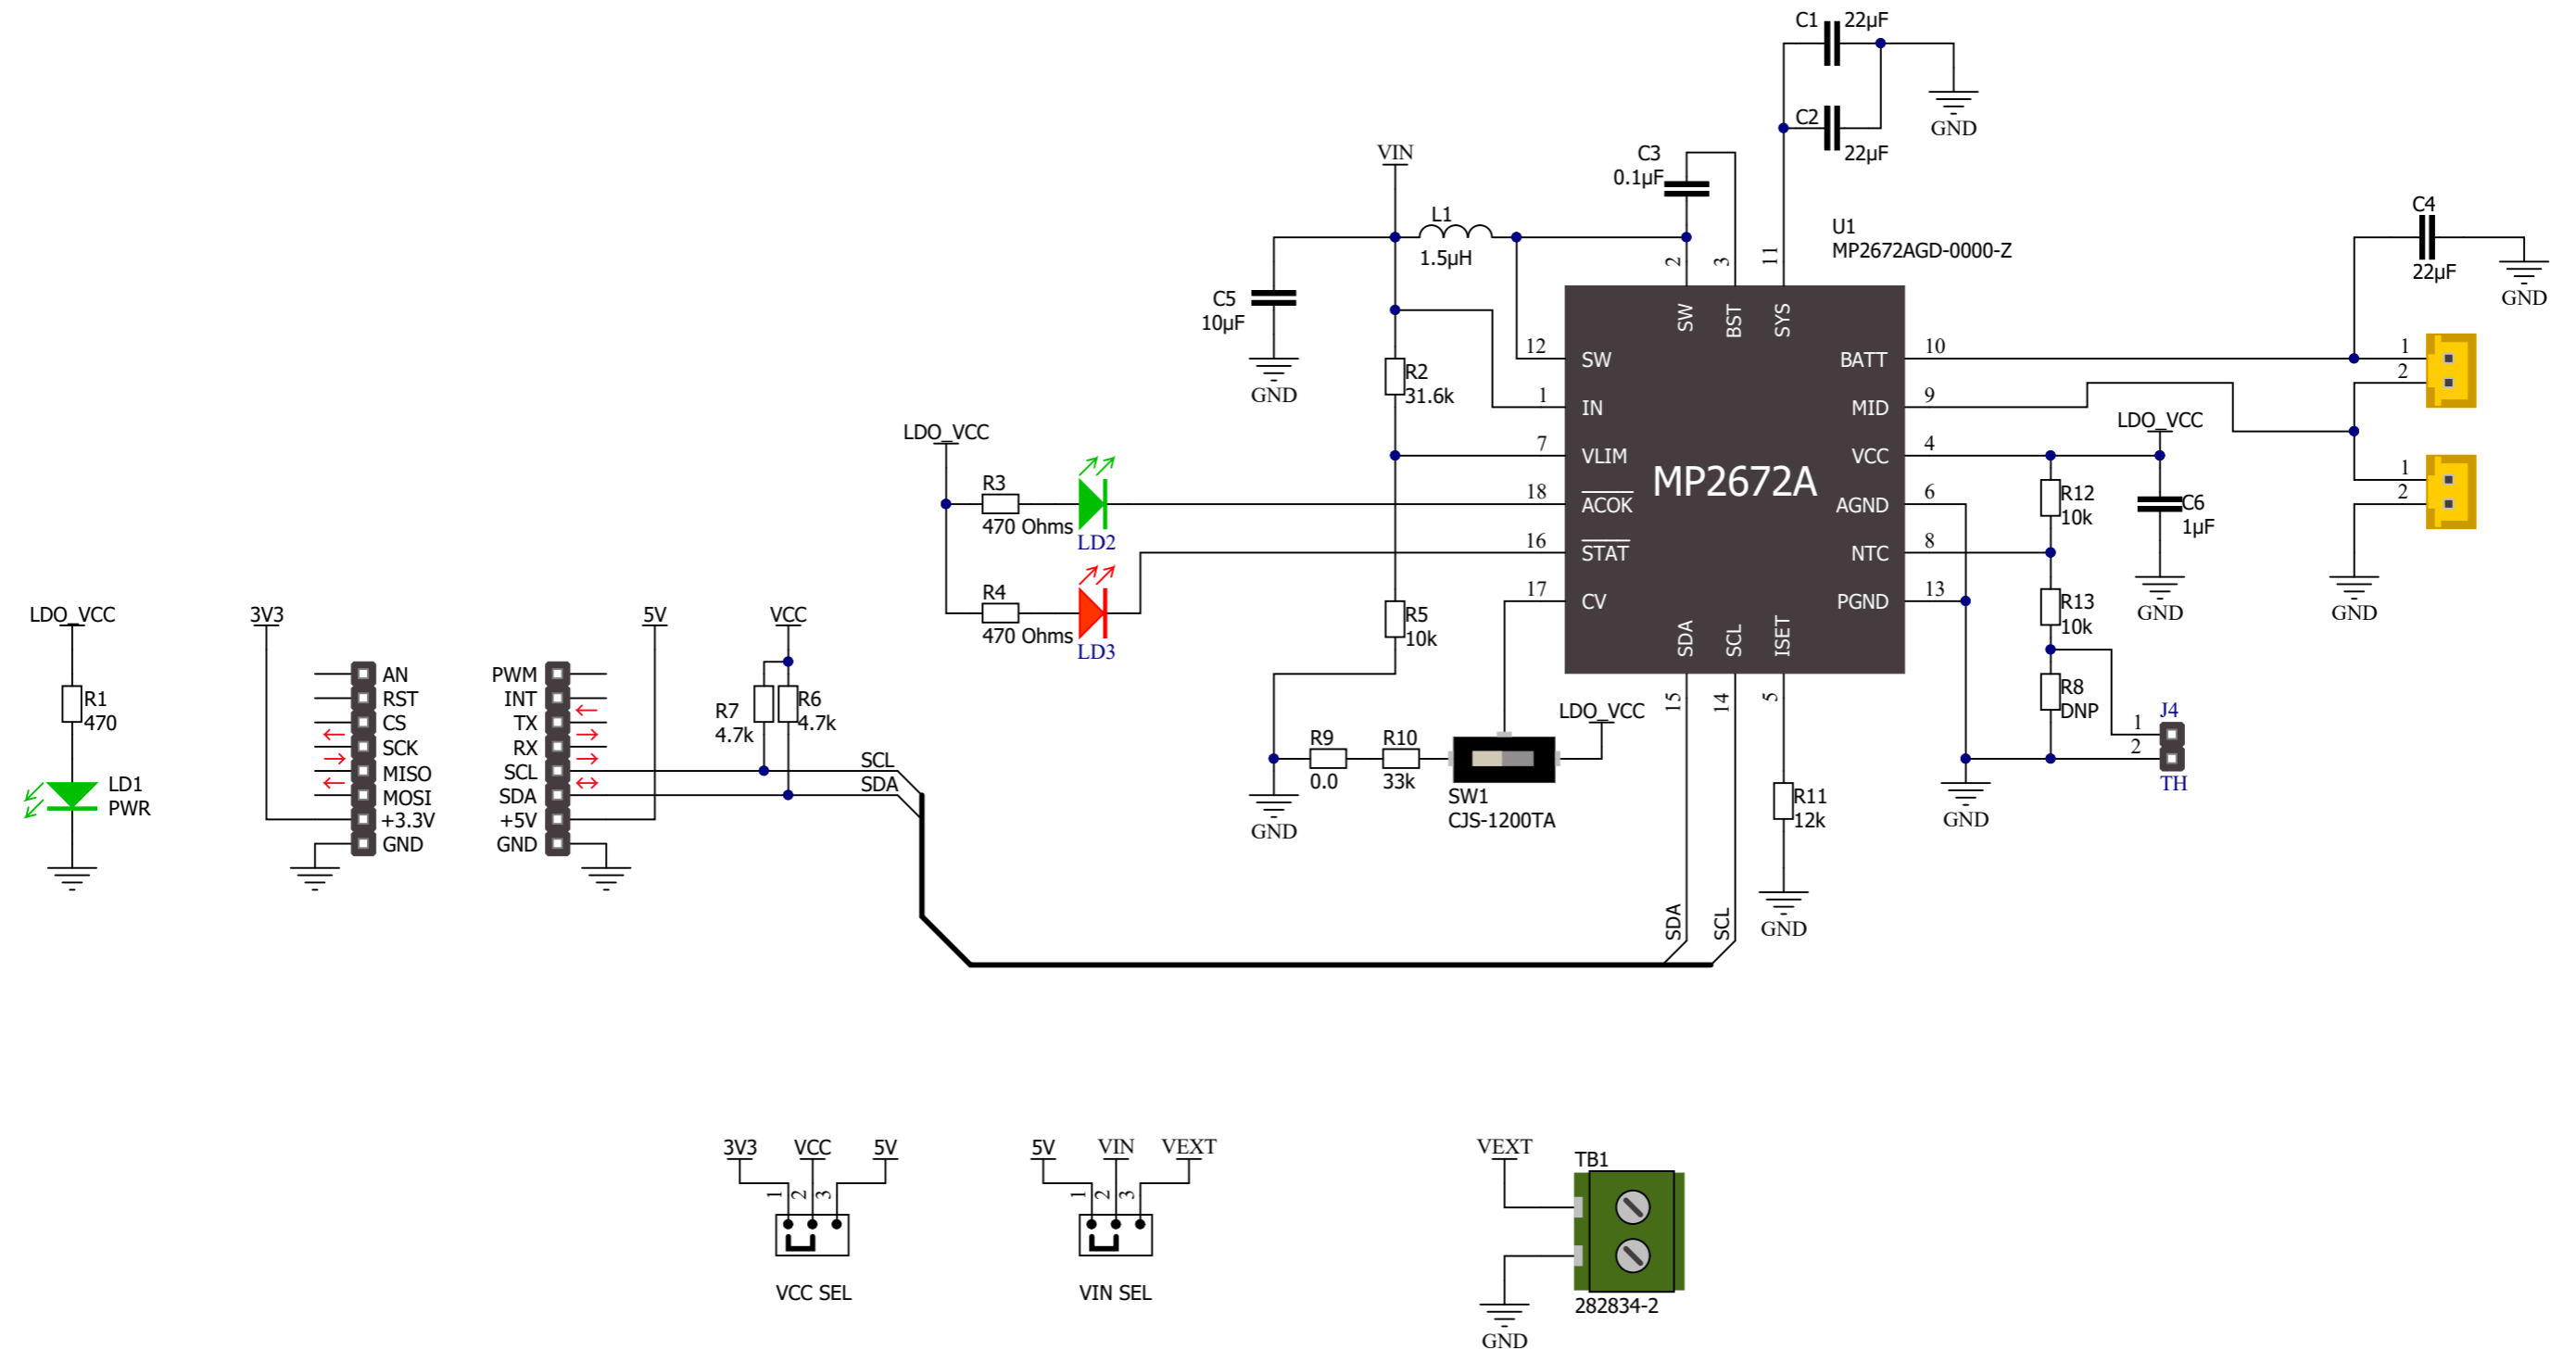 C1 22µF
C2
22µF
GND
VIN
C3
0.1µF
L1
1.5µH
U1
MP2672AGD-0000-Z
C4
22µF
GND
C5
10µF
GND
2
3
11
SW
BST
SYS
12 SW
1 IN
7 VLIM
18 ACOK
16 STAT
17 CV
MP2672A
BATT 10
MID 9
VCC 4
AGND 6
NTC 8
PGND 13
SDA
SCL
ISET
15
14
5
R2
31.6k
1
2
LDO_VCC
1
2
GND
LDO_VCC
R3
470 Ohms
LD2
R4
470 Ohms
LD3
R12
10k
C6
1µF
GND
R13
10k
R8
DNP
J4
1
2
TH
GND
R5
10k
LDO_VCC
R9
0.0
R10
33k
SW1
CJS-1200TA
GND
R11
12k
GND
SDA
SCL
LDO_VCC
R1
470
LD1
PWR
3V3
AN
RST
CS
SCK
MISO
MOSI
+3.3V
GND
PWM
INT
TX
RX
SCL
SDA
+5V
GND
5V
VCC
R7
4.7k
R6
4.7k
SCL
SDA
3V3 VCC 5V
1
2
3
VCC SEL
5V VIN VEXT
1
2
3
VIN SEL
VEXT
TB1
282834-2
GND